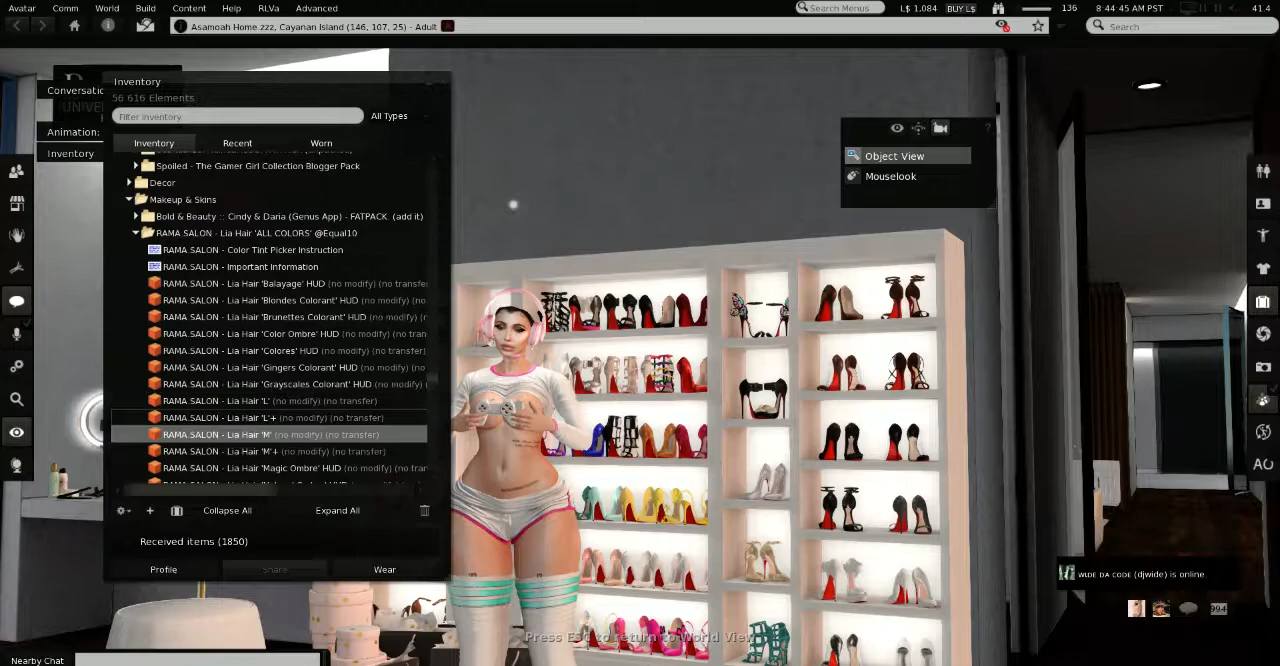 Avatar Comm World Build Content Help RLVa Advanced Search Menus L$ 1,084 BUY L$ 136 8:44:45 AM PST 41.4
Asamoah Home.zzz, Cayanan Island (146, 107, 25) - Adult Search
Inventory
Conversatio
56 616 Elements
UNIVE
Filter Inventory All Types
Animation:
Inventory Recent Worn
Inventory
Object View
Mouselook
Spoiled - The Gamer Girl Collection Blogger Pack
Decor
Makeup & Skins
Bold & Beauty :: Cindy & Daria (Genus App) - FATPACK. (add it)
RAMA.SALON - Lia Hair 'ALL COLORS' @Equal10
RAMA.SALON - Color Tint Picker Instruction
RAMA.SALON - Important Information
RAMA.SALON - Lia Hair 'Balayage' HUD (no modify) (no transfe
RAMA.SALON - Lia Hair 'Blondes Colorant' HUD (no modify) (no
RAMA.SALON - Lia Hair 'Brunettes Colorant' HUD (no modify) (r
RAMA.SALON - Lia Hair 'Color Ombre' HUD (no modify) (no tran
RAMA.SALON - Lia Hair 'Colores' HUD (no modify) (no transfer)
RAMA.SALON - Lia Hair 'Gingers Colorant' HUD (no modify) (no
RAMA.SALON - Lia Hair 'Grayscales Colorant' HUD (no modify) (
RAMA.SALON - Lia Hair 'L' (no modify) (no transfer)
RAMA.SALON - Lia Hair 'L'+ (no modify) (no transfer)
RAMA.SALON - Lia Hair 'M' (no modify) (no transfer)
RAMA.SALON - Lia Hair 'M'+ (no modify) (no transfer)
RAMA.SALON - Lia Hair 'Magic Ombre' HUD (no modify) (no tran
AO
Collapse All Expand All
Received items (1850)
Profile Share Wear
WIDE DA CODE (djwide) is online.
994
Press ESC to return to World View
Nearby Chat